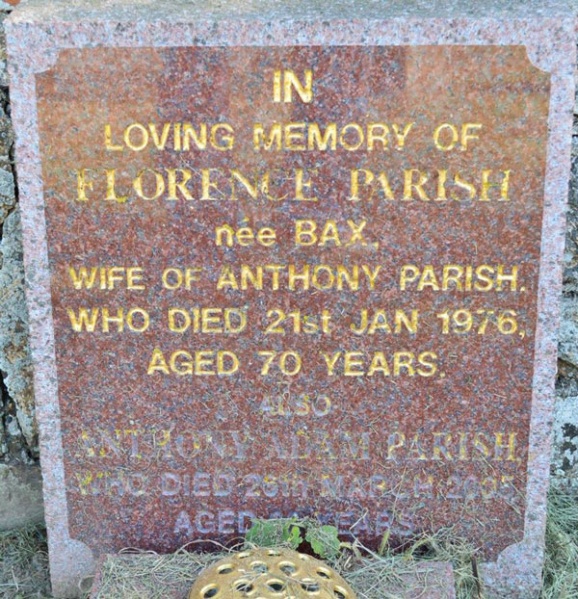 IN
LOVING MEMORY OF
FLORENCE PARISH
née BAX,
WIFE OF ANTHONY PARISH.
WHO DIED 21st JAN 1976,
AGED 70 YEARS.
ALSO
ANTHONY ADAM PARISH
WHO DIED MARCH
AGED YEARS